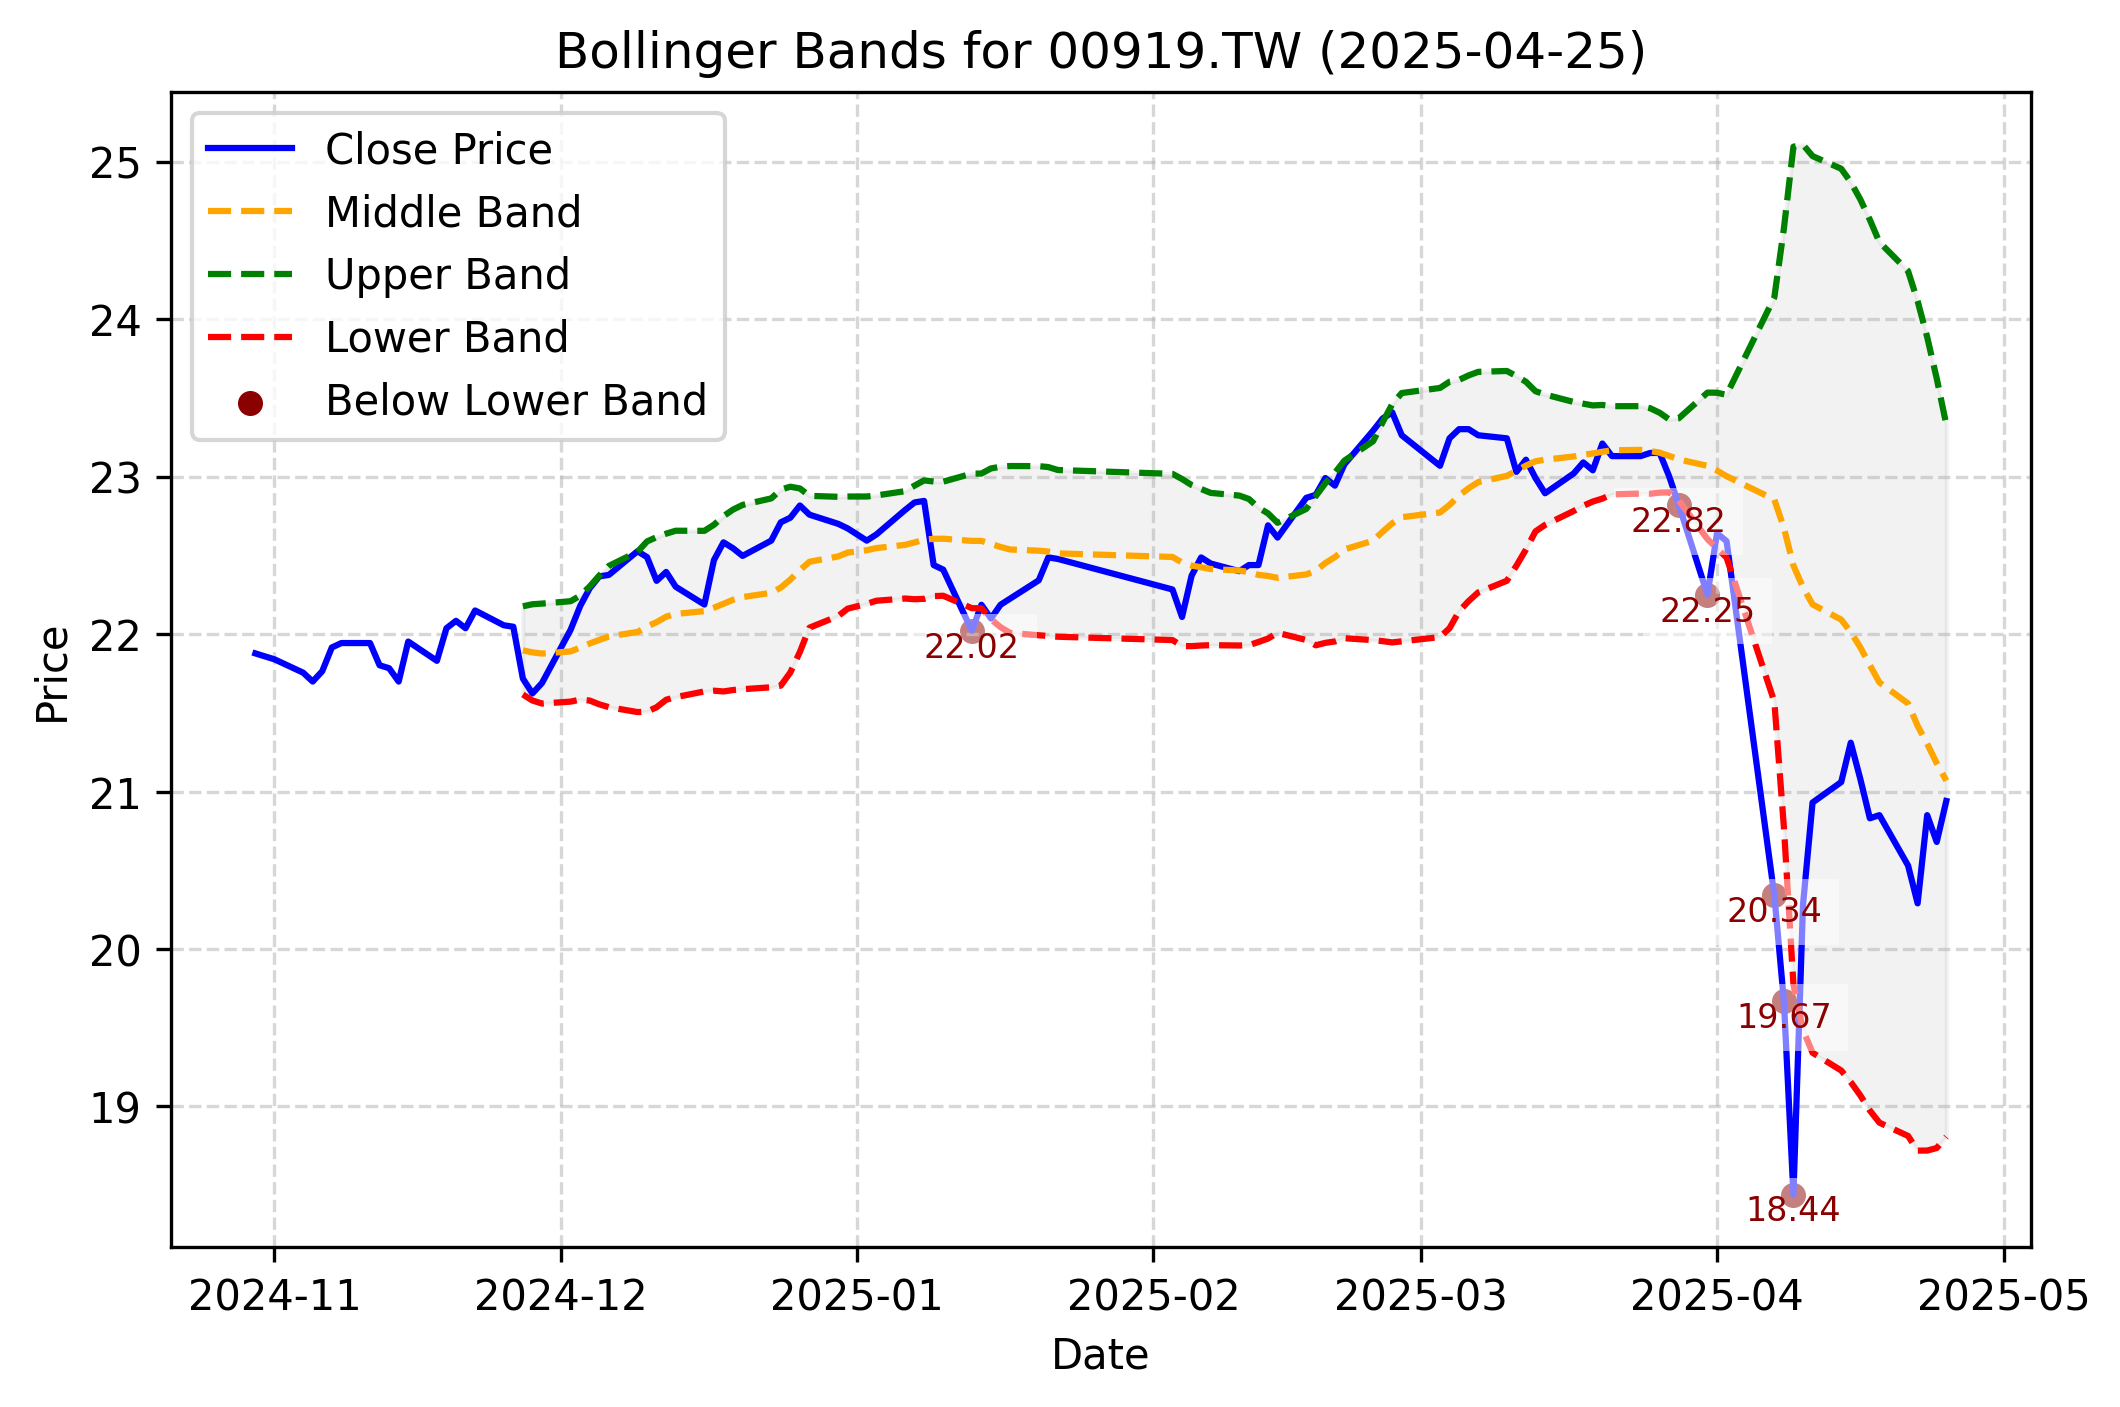 Bollinger Bands for 00919.TW (2025-04-25)
Close Price
Middle Band
Upper Band
Lower Band
Below Lower Band
25
24
23
22
21
20
19
Price
22.02
22.82
22.25
20.34
19.67
18.44
2024-11
2024-12
2025-01
2025-02
2025-03
2025-04
2025-05
Date